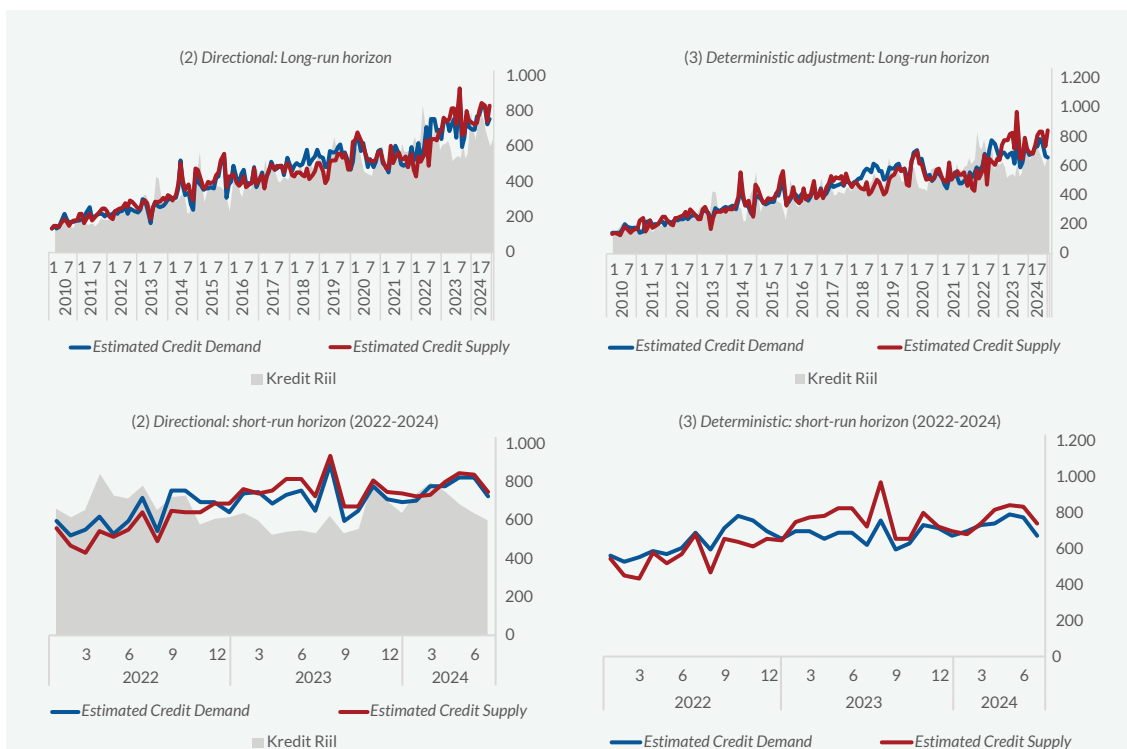 (2) Directional: Long-run horizon
1.000
800
600
400
200
0
1 7 1 7 1 7 1 7 1 7 1 7 1 7 1 7 1 7 1 7 1 7 1 7 1 7 1 7 17
2010 2011 2012 2013 2014 2015 2016 2017 2018 2019 2020 2021 2022 2023 2024
Estimated Credit Demand Estimated Credit Supply
Kredit Riil
(3) Deterministic adjustment: Long-run horizon
1.200
1.000
800
600
400
200
0
1 7 1 7 1 7 1 7 1 7 1 7 1 7 1 7 1 7 1 7 1 7 1 7 1 7 1 7 17
2010 2011 2012 2013 2014 2015 2016 2017 2018 2019 2020 2021 2022 2023 2024
Estimated Credit Demand Estimated Credit Supply
Kredit Riil
(2) Directional: short-run horizon (2022-2024)
1.000
800
600
400
200
0
3 6 9 12 3 6 9 12 3 6
2022 2023 2024
Estimated Credit Demand Estimated Credit Supply
Kredit Riil
(3) Deterministic: short-run horizon (2022-2024)
1.200
1.000
800
600
400
200
0
3 6 9 12 3 6 9 12 3 6
2022 2023 2024
Estimated Credit Demand Estimated Credit Supply